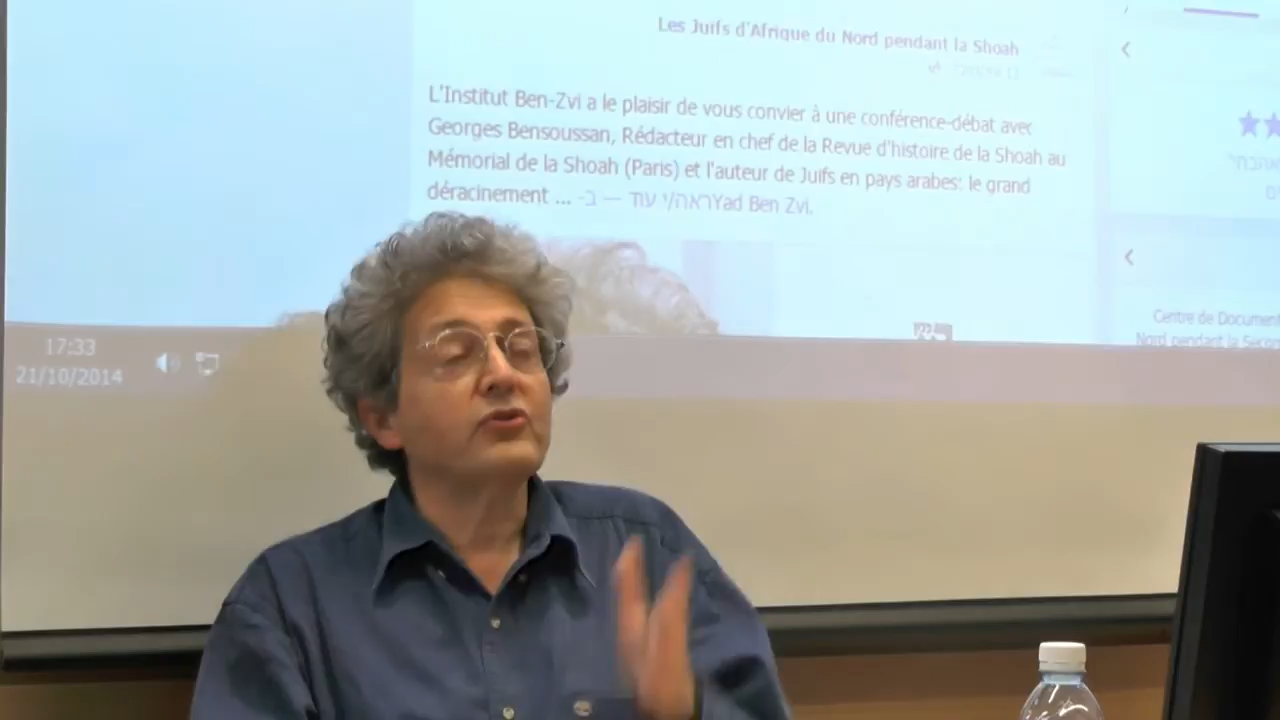 Les Juifs d'Afrique du Nord pendant la Shoah
L'Institut Ben-Zvi a le plaisir de vous convier à une conférence-débat avec
Georges Bensoussan, Rédacteur en chef de la Revue d'histoire de la Shoah au
Mémorial de la Shoah (Paris) et l'auteur de Juifs en pays arabes: le grand
déracinement ... -ראה/י עוד — בYad Ben Zvi.
Centre de Documen
Nord pendant la Secon
17:33
21/10/2014